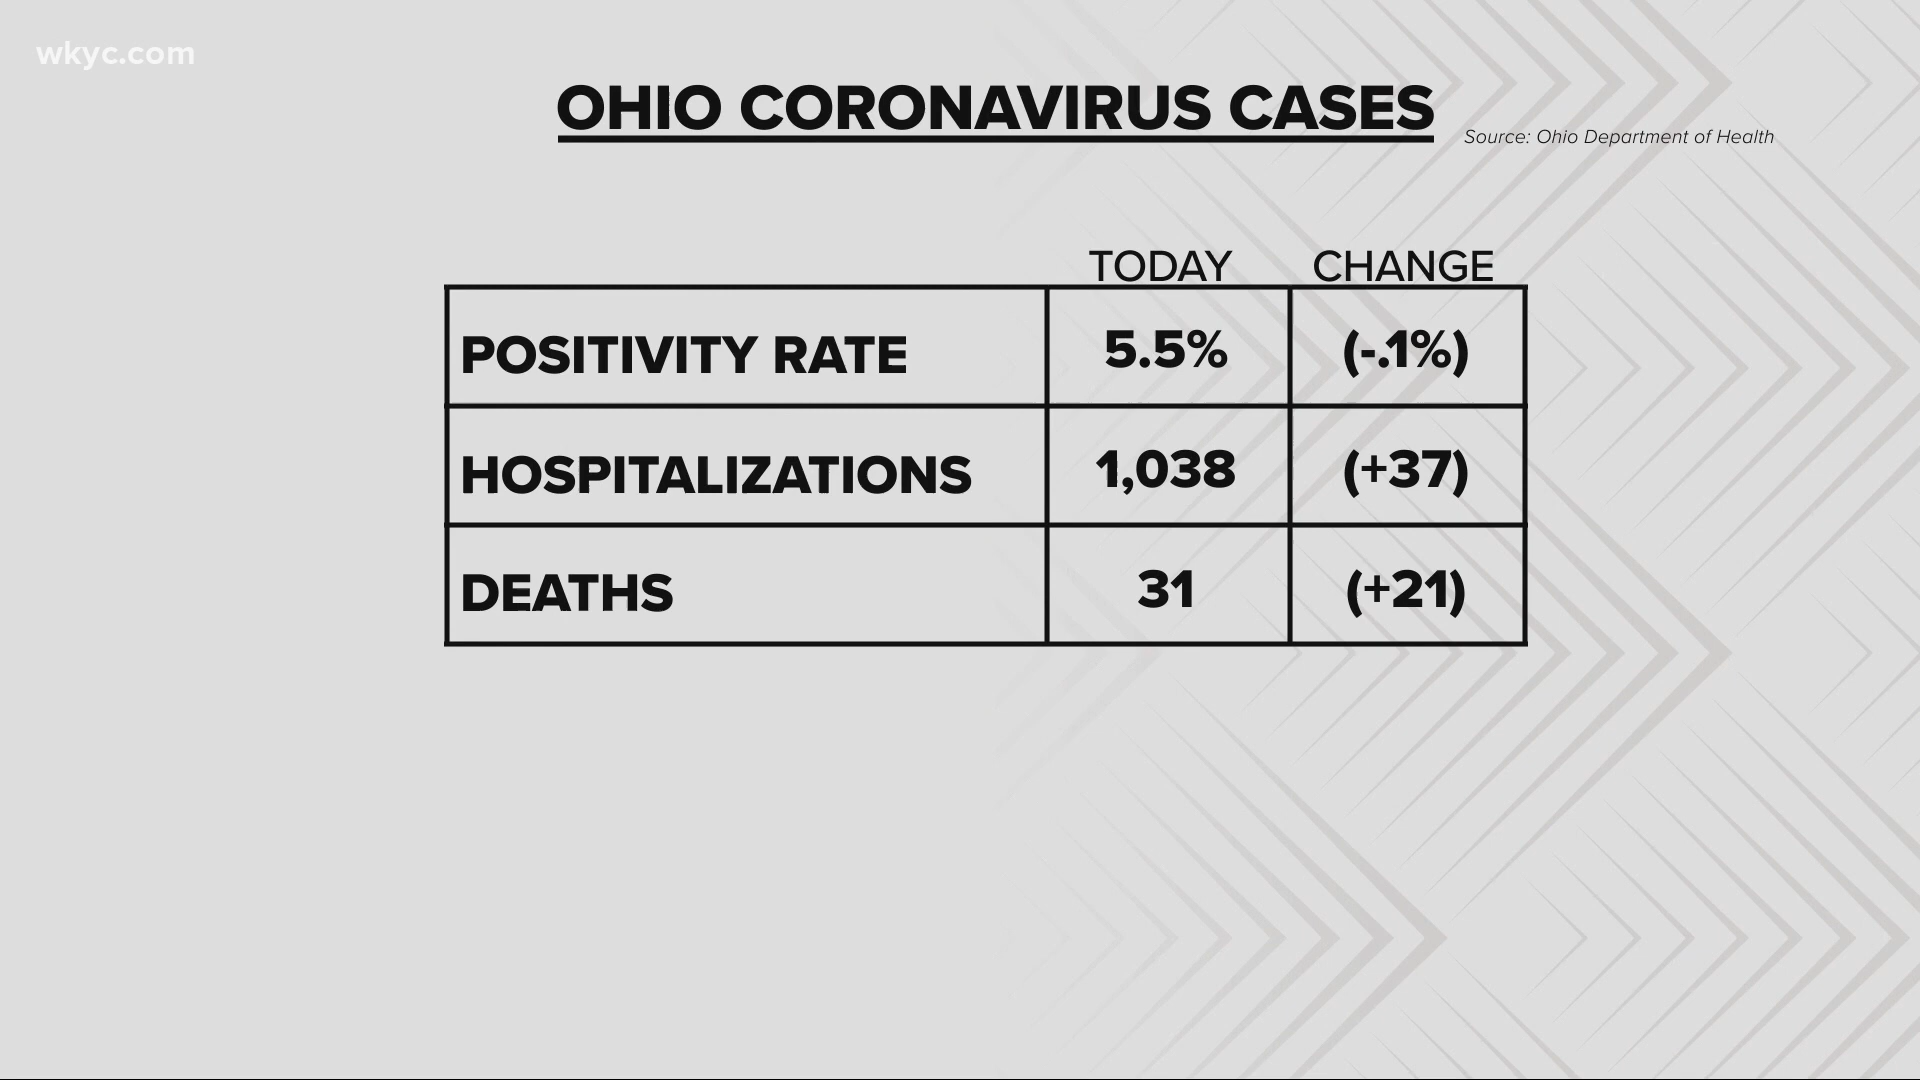 wkyc.com
OHIO CORONAVIRUS CASES
Source: Ohio Department of Health
TODAY CHANGE
POSITIVITY RATE 5.5% (-.1%)
HOSPITALIZATIONS 1,038 (+37)
DEATHS 31 (+21)